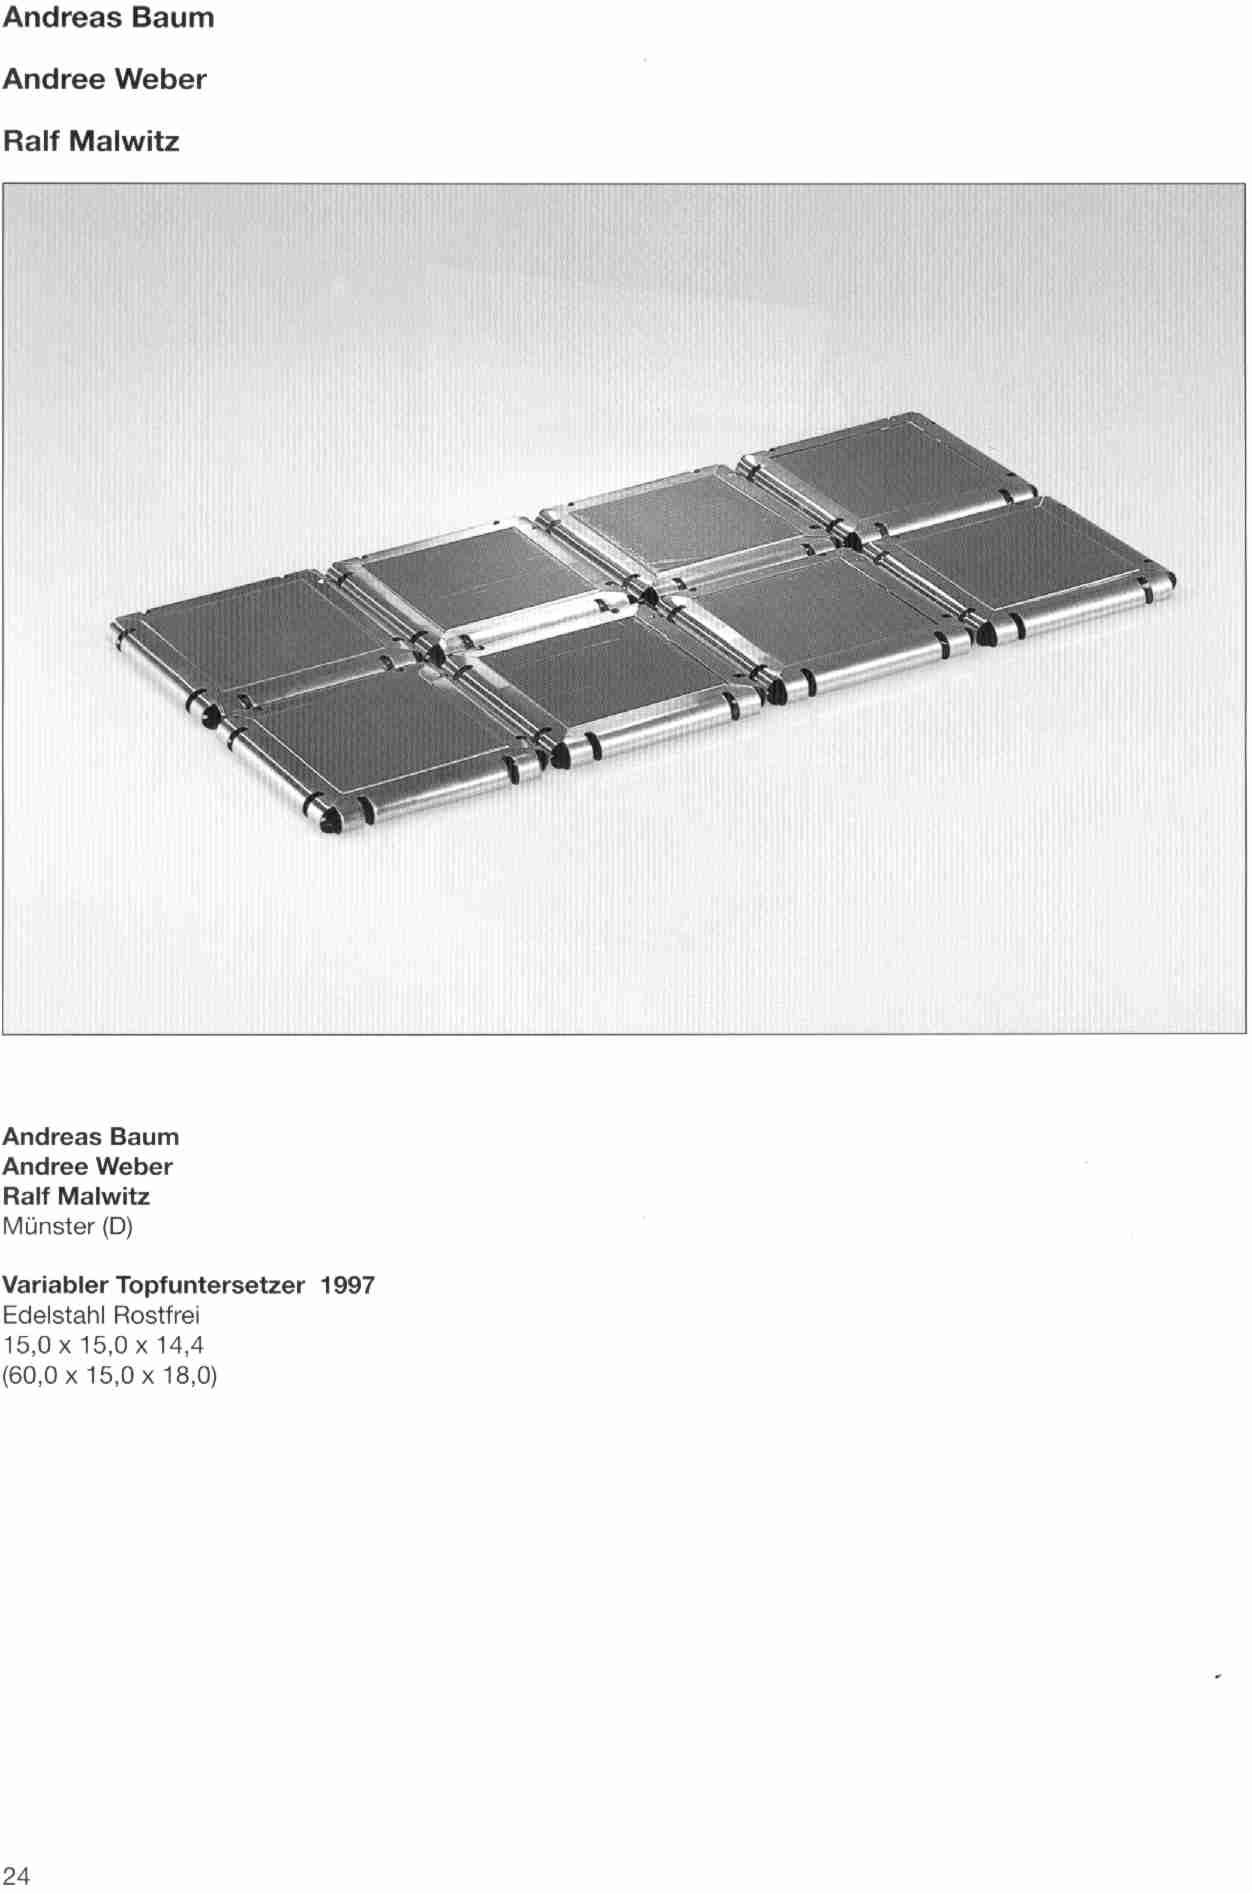 Andreas Baum
Andree Weber
Ralf Malwitz
Andreas Baum
Andree Weber
Ralf Malwitz
Münster (D)
Variabler Topfuntersetzer 1997
Edelstahl Rostfrei
15,0 x 15,0 x 14,4
(60,0 x 15,0 x 18,0)
24